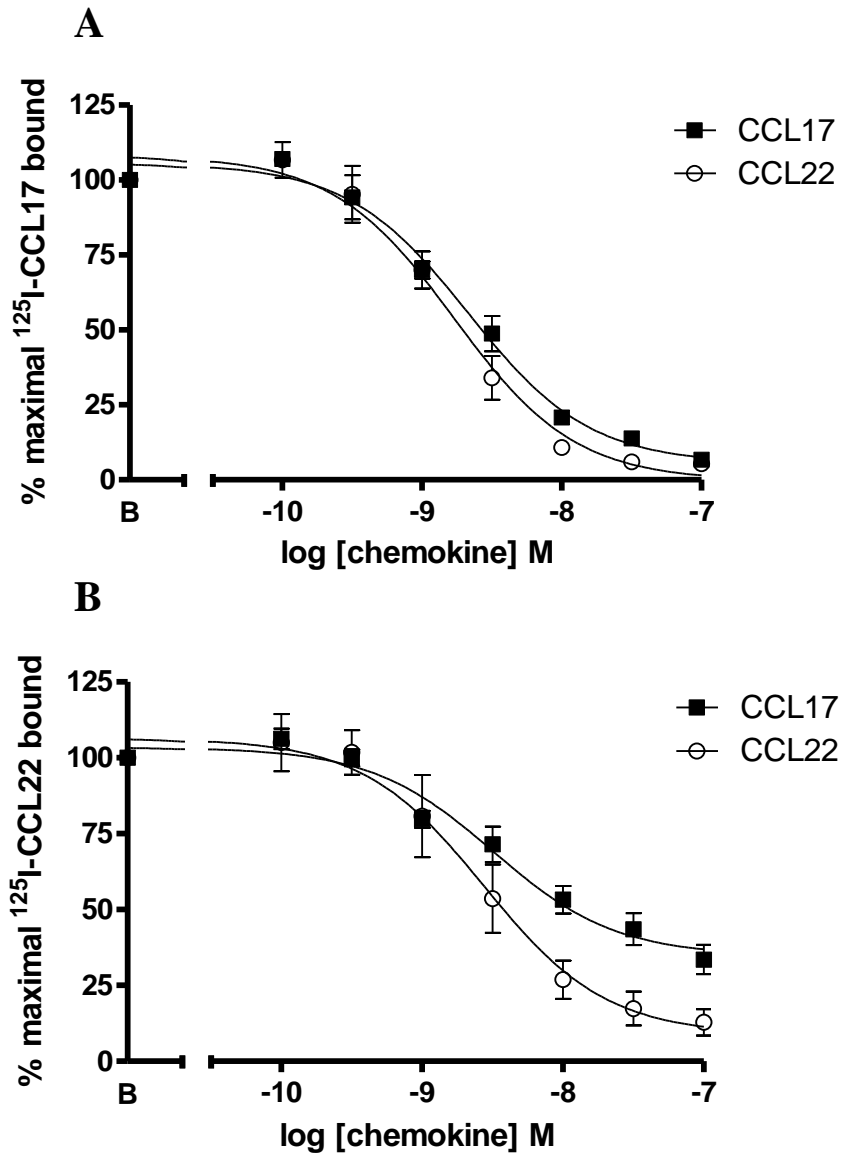 A
% maximal ¹²⁵I-CCL17 bound
125
100
75
50
25
0
B
-10
-9
-8
-7
log [chemokine] M
CCL17
CCL22
B
% maximal ¹²⁵I-CCL22 bound
125
100
75
50
25
0
B
-10
-9
-8
-7
log [chemokine] M
CCL17
CCL22